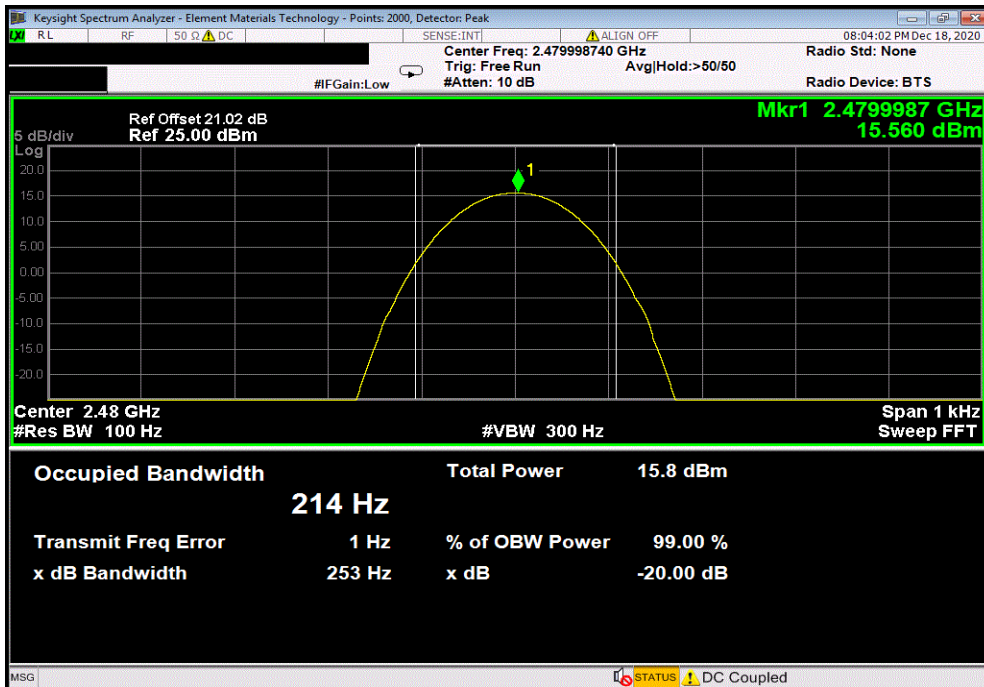 Keysight Spectrum Analyzer - Element Materials Technology - Points: 2000, Detector: Peak
LXI RL RF 50 Ω DC SENSE:INT ALIGN OFF 08:04:02 PM Dec 18, 2020
Center Freq: 2.479998740 GHz Radio Std: None
Trig: Free Run Avg|Hold:>50/50
#IFGain:Low #Atten: 10 dB Radio Device: BTS
Mkr1 2.4799987 GHz
15.560 dBm
Ref Offset 21.02 dB
5 dB/div Ref 25.00 dBm
Log
20.0
1
15.0
10.0
5.00
0.00
-5.00
-10.0
-15.0
-20.0
Center 2.48 GHz Span 1 kHz
#Res BW 100 Hz #VBW 300 Hz Sweep FFT
Occupied Bandwidth Total Power 15.8 dBm
214 Hz
Transmit Freq Error 1 Hz % of OBW Power 99.00 %
x dB Bandwidth 253 Hz x dB -20.00 dB
MSG STATUS DC Coupled